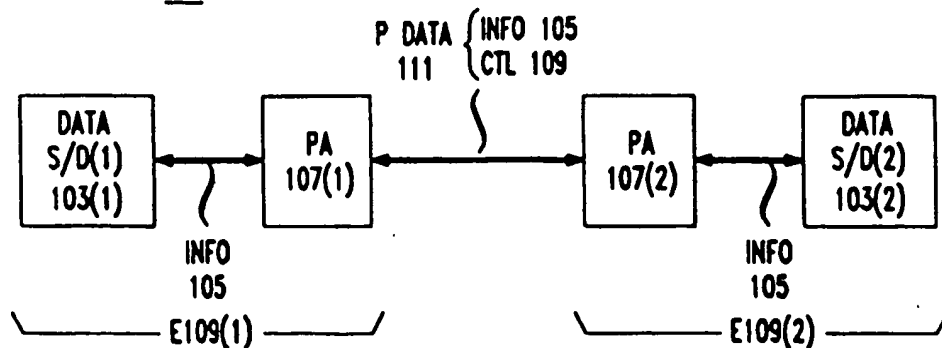 P DATA
111
INFO 105
CTL 109
DATA
S/D(1)
103(1)
PA
107(1)
PA
107(2)
DATA
S/D(2)
103(2)
INFO
105
INFO
105
E109(1)
E109(2)